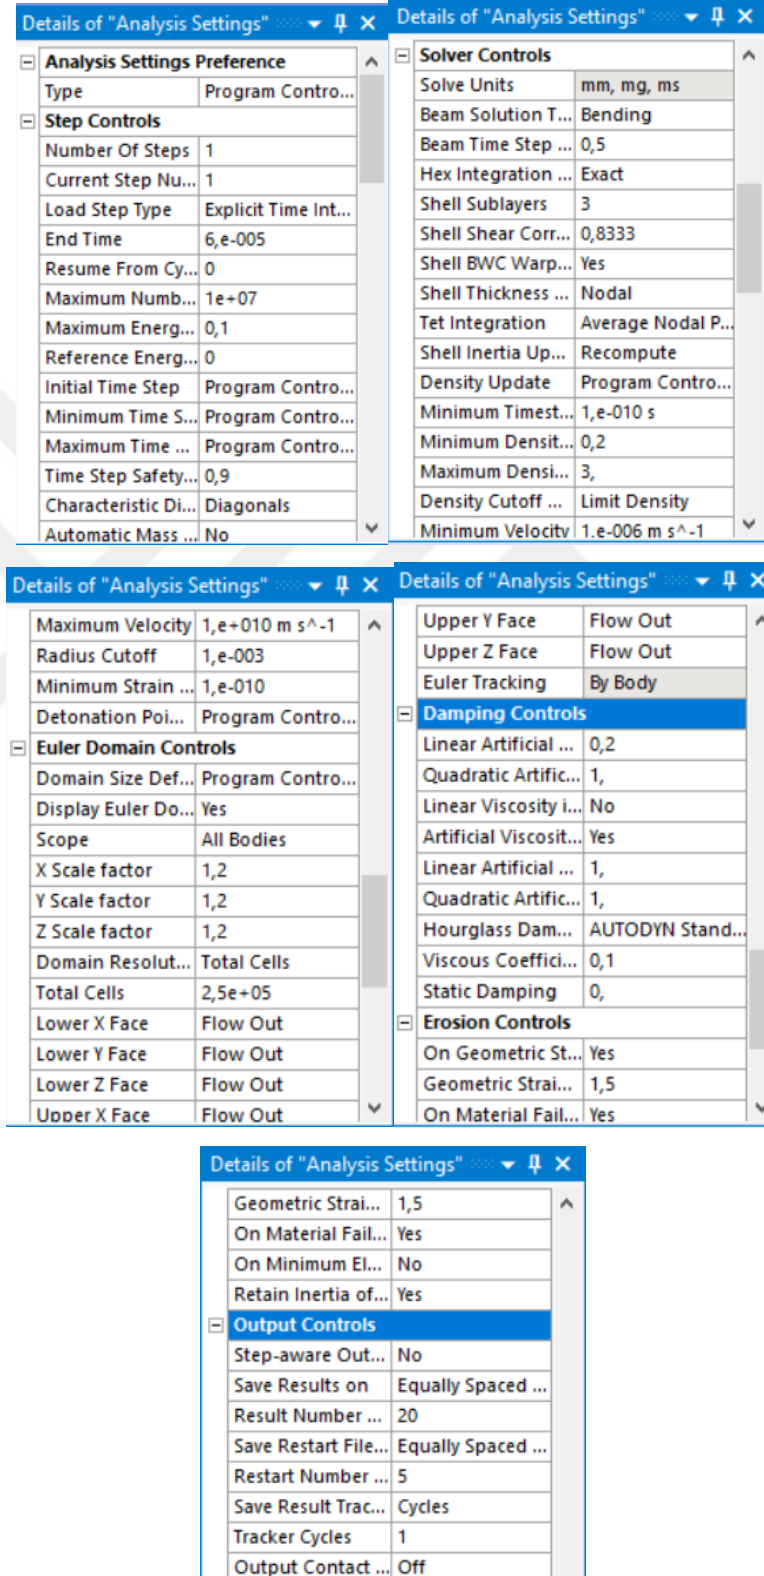 Details of "Analysis Settings"
Analysis Settings Preference
Type Program Contro...
Step Controls
Number Of Steps 1
Current Step Nu... 1
Load Step Type Explicit Time Int...
End Time 6,e-005
Resume From Cy... 0
Maximum Numb... 1e+07
Maximum Energ... 0,1
Reference Energ... 0
Initial Time Step Program Contro...
Minimum Time S... Program Contro...
Maximum Time ... Program Contro...
Time Step Safety... 0,9
Characteristic Di... Diagonals
Automatic Mass ... No
Details of "Analysis Settings"
Solver Controls
Solve Units mm, mg, ms
Beam Solution T... Bending
Beam Time Step ... 0,5
Hex Integration ... Exact
Shell Sublayers 3
Shell Shear Corr... 0,8333
Shell BWC Warp... Yes
Shell Thickness ... Nodal
Tet Integration Average Nodal P...
Shell Inertia Up... Recompute
Density Update Program Contro...
Minimum Timest... 1,e-010 s
Minimum Densit... 0,2
Maximum Densi... 3,
Density Cutoff ... Limit Density
Minimum Velocity 1,e-006 m s^-1
Details of "Analysis Settings"
Maximum Velocity 1,e+010 m s^-1
Radius Cutoff 1,e-003
Minimum Strain ... 1,e-010
Detonation Poi... Program Contro...
Euler Domain Controls
Domain Size Def... Program Contro...
Display Euler Do... Yes
Scope All Bodies
X Scale factor 1,2
Y Scale factor 1,2
Z Scale factor 1,2
Domain Resolut... Total Cells
Total Cells 2,5e+05
Lower X Face Flow Out
Lower Y Face Flow Out
Lower Z Face Flow Out
Upper X Face Flow Out
Details of "Analysis Settings"
Upper Y Face Flow Out
Upper Z Face Flow Out
Euler Tracking By Body
Damping Controls
Linear Artificial ... 0,2
Quadratic Artific... 1,
Linear Viscosity i... No
Artificial Viscosit... Yes
Linear Artificial ... 1,
Quadratic Artific... 1,
Hourglass Dam... AUTODYN Stand...
Viscous Coeffici... 0,1
Static Damping 0,
Erosion Controls
On Geometric St... Yes
Geometric Strai... 1,5
On Material Fail... Yes
Details of "Analysis Settings"
Geometric Strai... 1,5
On Material Fail... Yes
On Minimum El... No
Retain Inertia of... Yes
Output Controls
Step-aware Out... No
Save Results on Equally Spaced ...
Result Number ... 20
Save Restart File... Equally Spaced ...
Restart Number ... 5
Save Result Trac... Cycles
Tracker Cycles 1
Output Contact ... Off